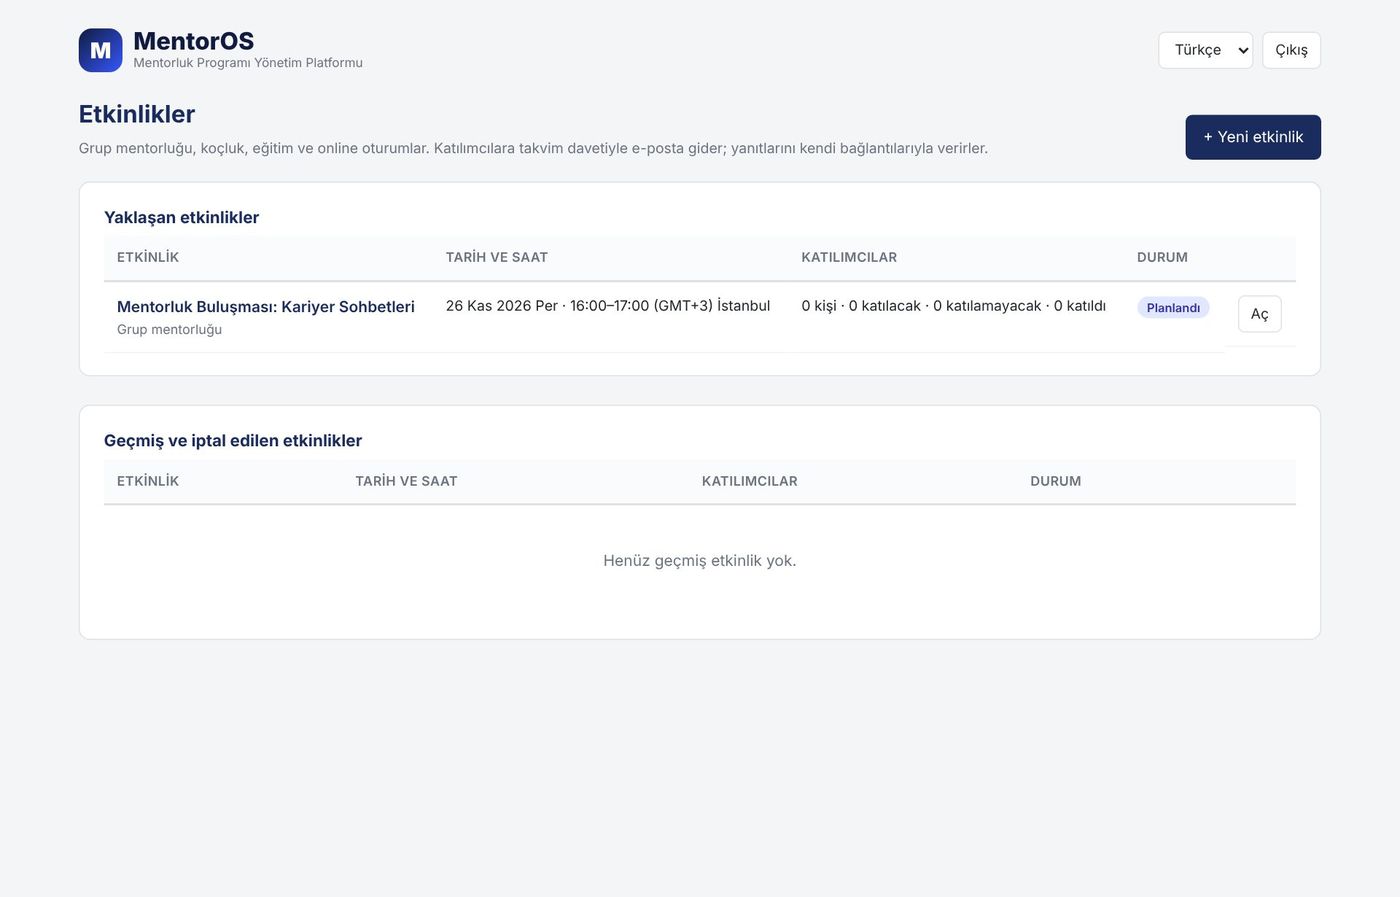 M
MentorOS
Mentorluk Programı Yönetim Platformu
Türkçe
Çıkış
Etkinlikler
Grup mentorluğu, koçluk, eğitim ve online oturumlar. Katılımcılara takvim davetiyle e-posta gider; yanıtlarını kendi bağlantılarıyla verirler.
+ Yeni etkinlik
Yaklaşan etkinlikler
ETKİNLİK TARİH VE SAAT KATILIMCILAR DURUM
Mentorluk Buluşması: Kariyer Sohbetleri 26 Kas 2026 Per · 16:00–17:00 (GMT+3) İstanbul 0 kişi · 0 katılacak · 0 katılamayacak · 0 katıldı Planlandı Aç
Grup mentorluğu
Geçmiş ve iptal edilen etkinlikler
ETKİNLİK TARİH VE SAAT KATILIMCILAR DURUM
Henüz geçmiş etkinlik yok.